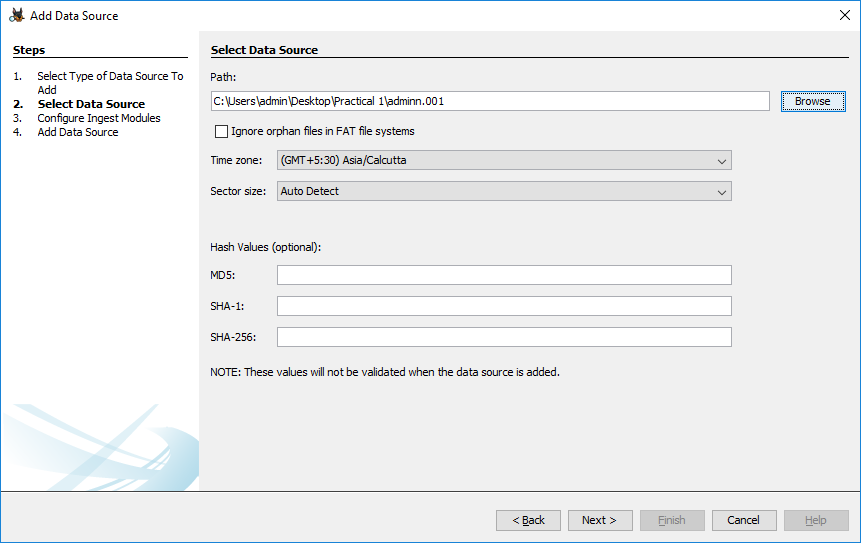 Add Data Source
Steps
1. Select Type of Data Source To
Add
2. Select Data Source
3. Configure Ingest Modules
4. Add Data Source
Select Data Source
Path:
C:\Users\admin\Desktop\Practical 1\adminn.001
Browse
Ignore orphan files in FAT file systems
Time zone: (GMT+5:30) Asia/Calcutta
Sector size: Auto Detect
Hash Values (optional):
MD5:
SHA-1:
SHA-256:
NOTE: These values will not be validated when the data source is added.
< Back Next > Finish Cancel Help